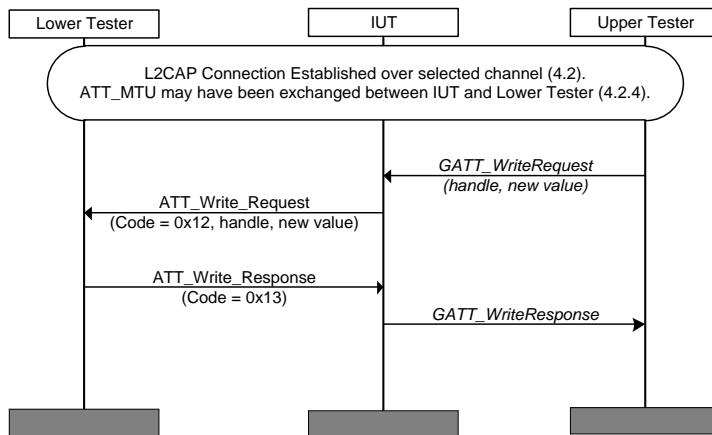 Lower Tester
IUT
Upper Tester
L2CAP Connection Established over selected channel (4.2).
ATT_MTU may have been exchanged between IUT and Lower Tester (4.2.4).
GATT_WriteRequest
(handle, new value)
ATT_Write_Request
(Code = 0x12, handle, new value)
ATT_Write_Response
(Code = 0x13)
GATT_WriteResponse